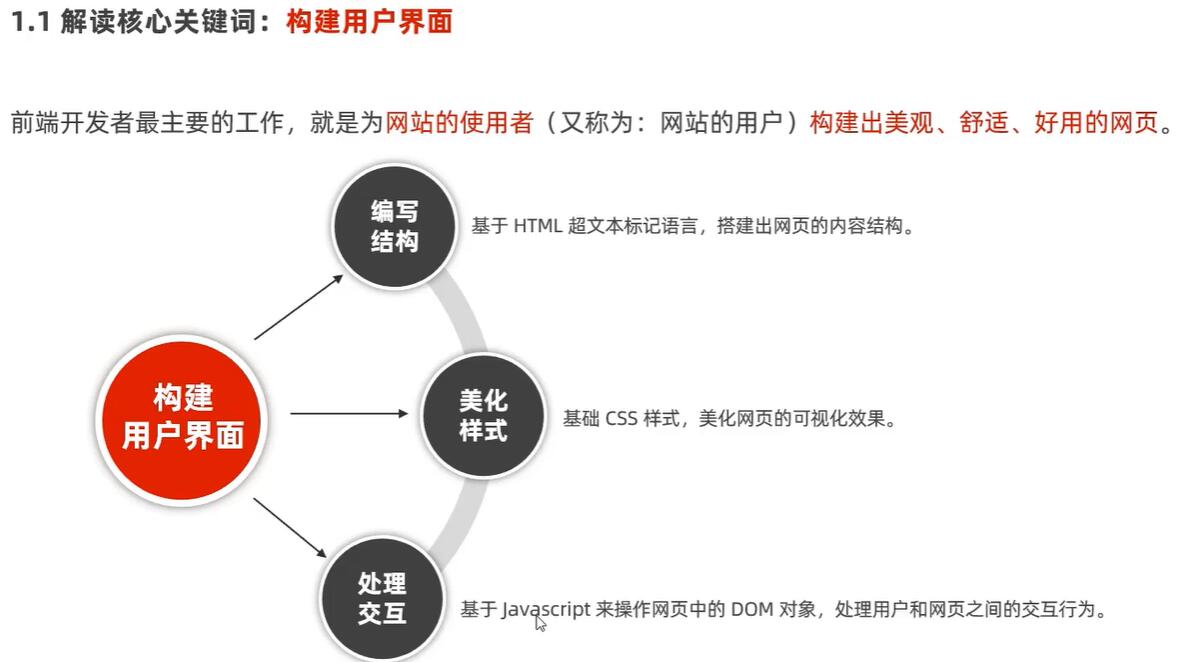 1.1 解读核心关键词：构建用户界面
前端开发者最主要的工作，就是为网站的使用者（又称为：网站的用户）构建出美观、舒适、好用的网页。
编写
结构
基于 HTML 超文本标记语言，搭建出网页的内容结构。
构建
用户界面
美化
样式
基础 CSS 样式，美化网页的可视化效果。
处理
交互
基于 Javascript 来操作网页中的 DOM 对象，处理用户和网页之间的交互行为。